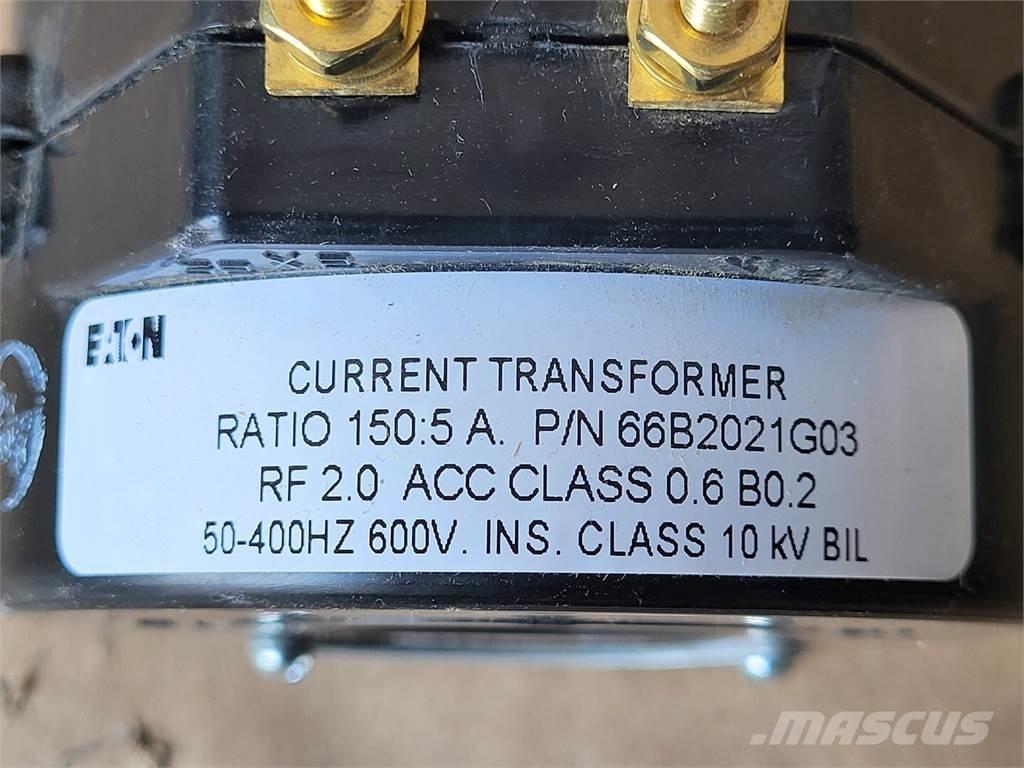 EATON
CURRENT TRANSFORMER
RATIO 150:5 A. P/N 66B2021G03
RF 2.0 ACC CLASS 0.6 B0.2
50-400HZ 600V. INS. CLASS 10 kV BIL
MASCUS